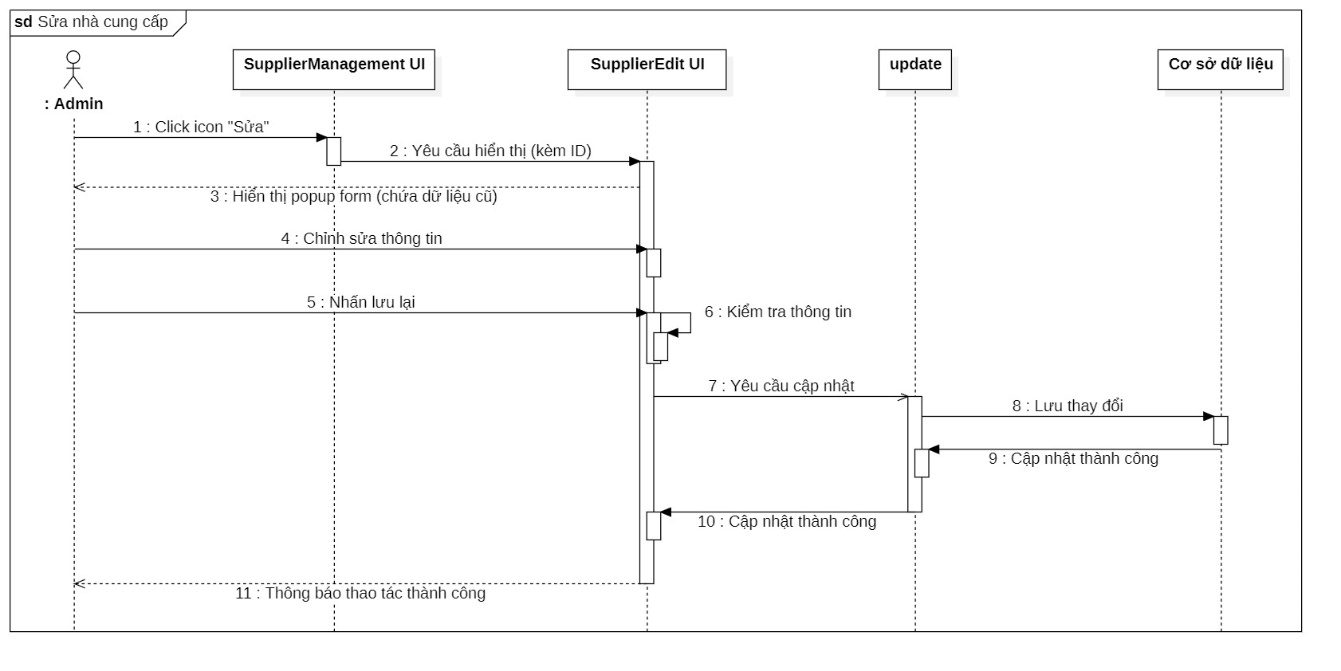 sd Sửa nhà cung cấp
SupplierManagement UI
SupplierEdit UI
update
Cơ sở dữ liệu
: Admin
1 : Click icon "Sửa"
2 : Yêu cầu hiển thị (kèm ID)
3 : Hiển thị popup form (chứa dữ liệu cũ)
4 : Chỉnh sửa thông tin
5 : Nhấn lưu lại
6 : Kiểm tra thông tin
7 : Yêu cầu cập nhật
8 : Lưu thay đổi
9 : Cập nhật thành công
10 : Cập nhật thành công
11 : Thông báo thao tác thành công